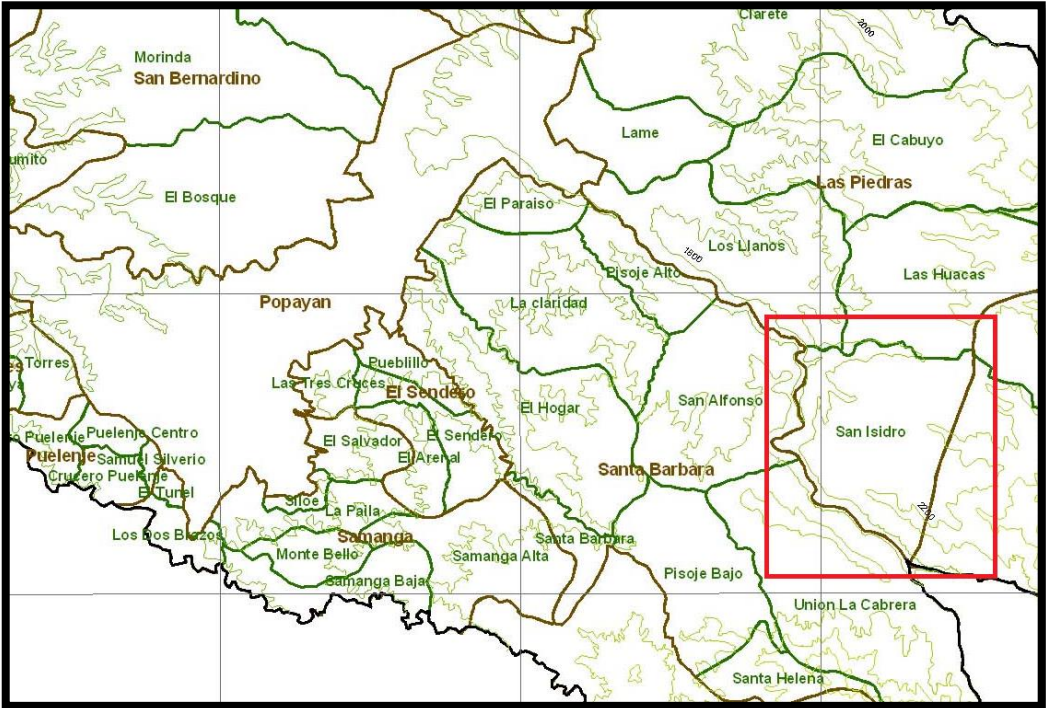 Clarete
2000
Morinda
San Bernardino
Lame
El Cabuyo
umito
Las Piedras
El Bosque
El Paraiso
Los Llanos
1800
Pisoje Alto
Las Huacas
Popayan
La claridad
Torres
es
y
Pueblillo
Las Tres Cruces
El Sendero
San Alfonso
El Hogar
San Isidro
Puelenje
Puelenje Centro
El Salvador
El Sendero
Puelenje
Samuel Silverio
El Arenal
Santa Barbara
Crucero Puelenje
El Tunel
Siloe
La Paila
2200
Los Dos Brazos
Samanga
Santa Barbara
Monte Bello
Samanga Alta
Samanga Baja
Pisoje Bajo
Union La Cabrera
Santa Helena